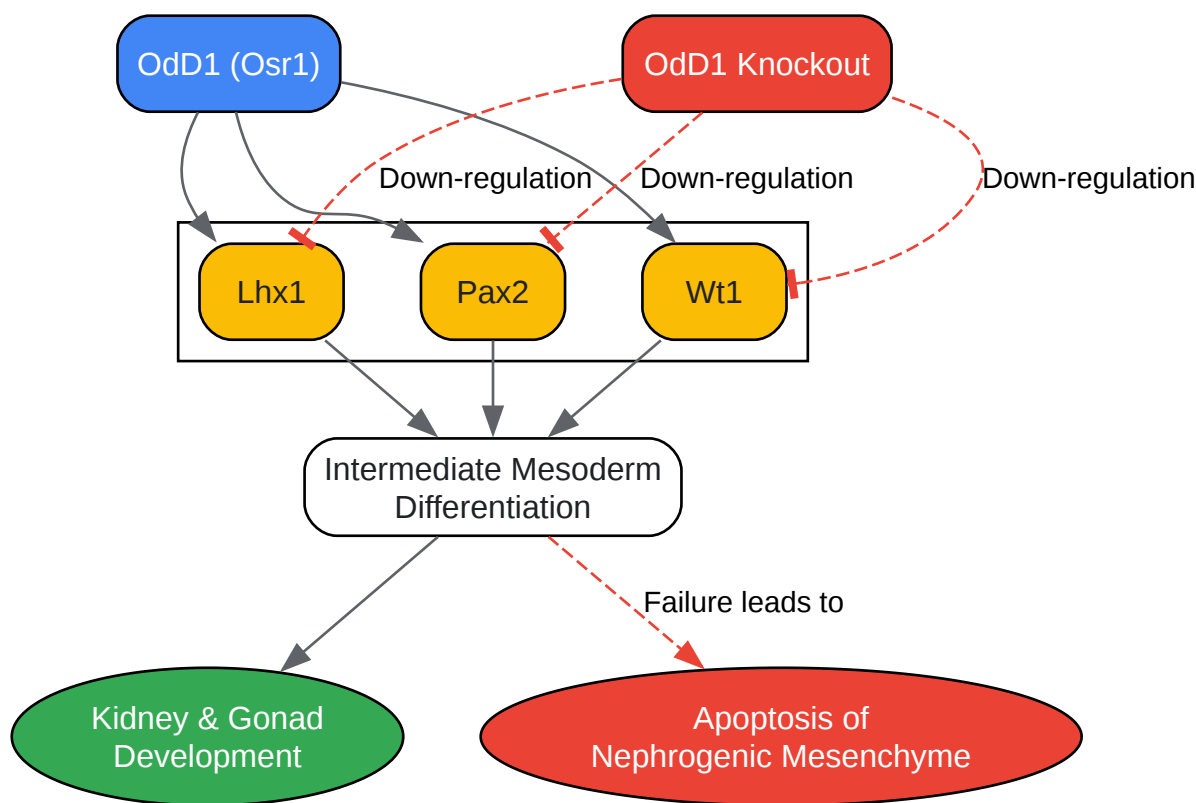 OdD1 (Osr1)
OdD1 Knockout
Down-regulation
Down-regulation
Down-regulation
Lhx1
Pax2
Wt1
Intermediate Mesoderm
Differentiation
Failure leads to
Kidney & Gonad
Development
Apoptosis of
Nephrogenic Mesenchyme